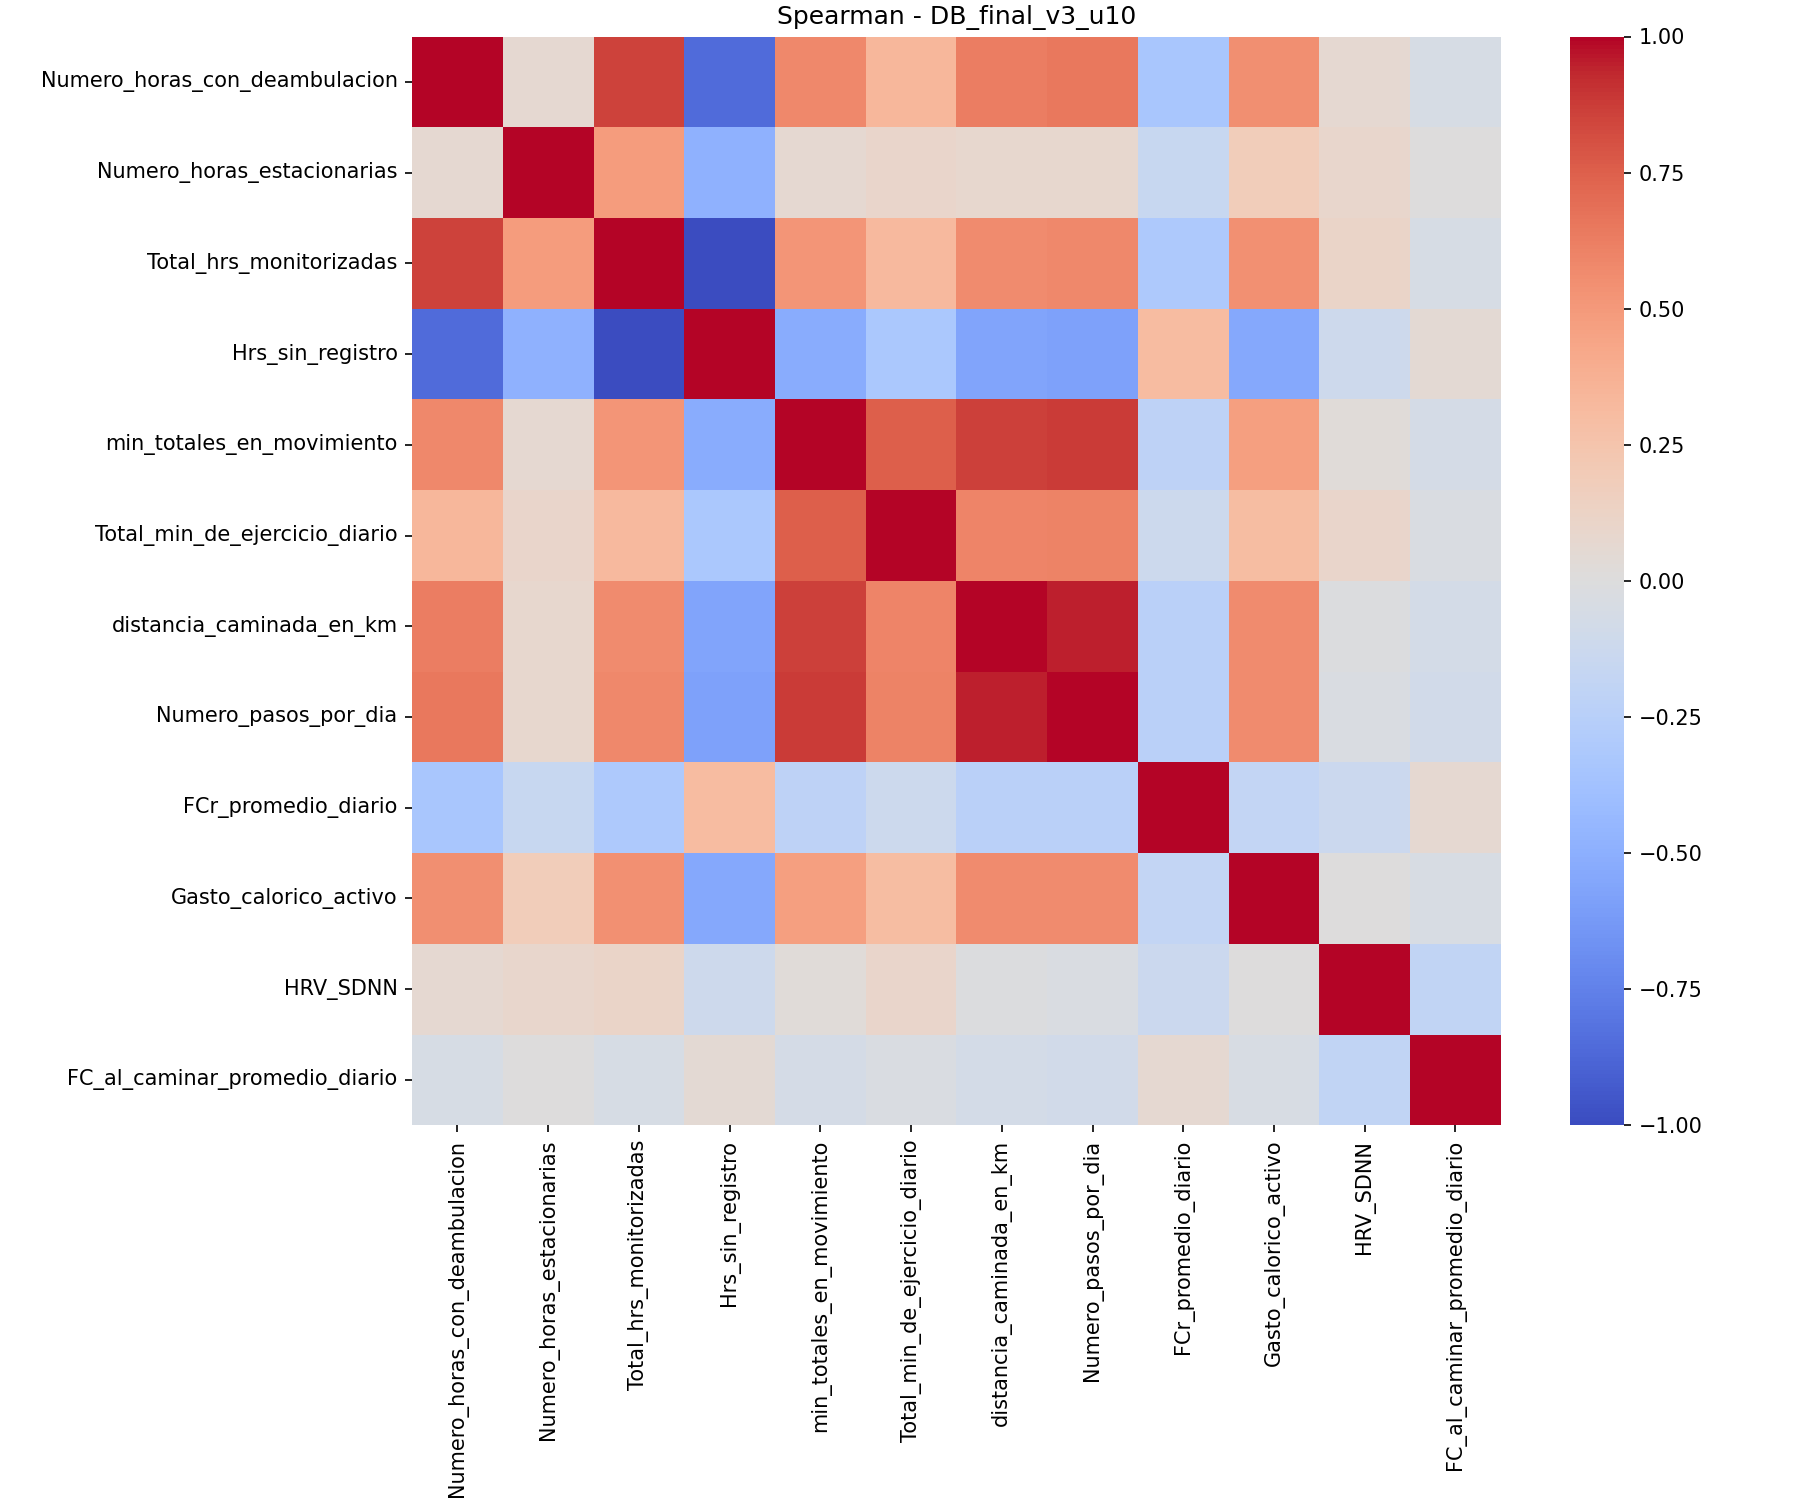 Spearman - DB_final_v3_u10
Numero_horas_con_deambulacion
Numero_horas_estacionarias
Total_hrs_monitorizadas
Hrs_sin_registro
min_totales_en_movimiento
Total_min_de_ejercicio_diario
distancia_caminada_en_km
Numero_pasos_por_dia
FCr_promedio_diario
Gasto_calorico_activo
HRV_SDNN
FC_al_caminar_promedio_diario
Numero_horas_con_deambulacion
Numero_horas_estacionarias
Total_hrs_monitorizadas
Hrs_sin_registro
min_totales_en_movimiento
Total_min_de_ejercicio_diario
distancia_caminada_en_km
Numero_pasos_por_dia
FCr_promedio_diario
Gasto_calorico_activo
HRV_SDNN
FC_al_caminar_promedio_diario
1.00
0.75
0.50
0.25
0.00
−0.25
−0.50
−0.75
−1.00